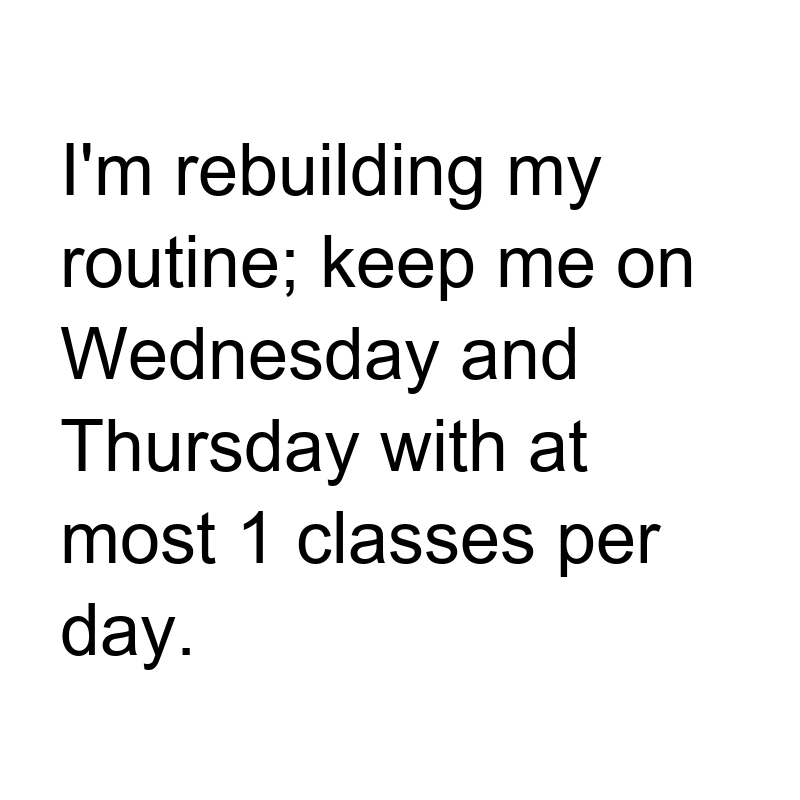 I'm rebuilding my
routine; keep me on
Wednesday and
Thursday with at
most 1 classes per
day.